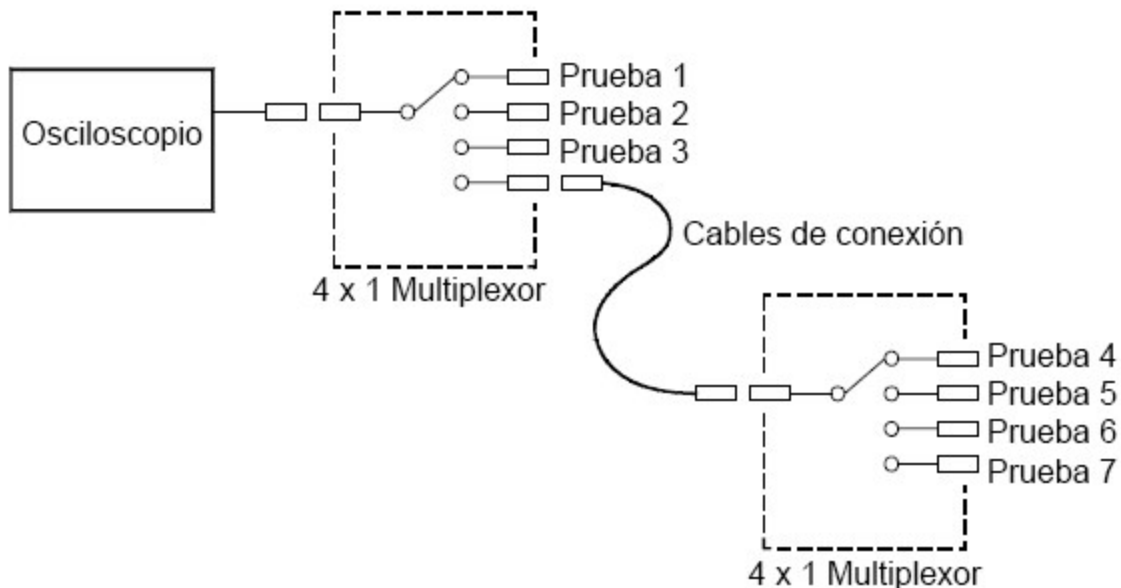 Osciloscopio
Prueba 1
Prueba 2
Prueba 3
Cables de conexión
4 x 1 Multiplexor
Prueba 4
Prueba 5
Prueba 6
Prueba 7
4 x 1 Multiplexor